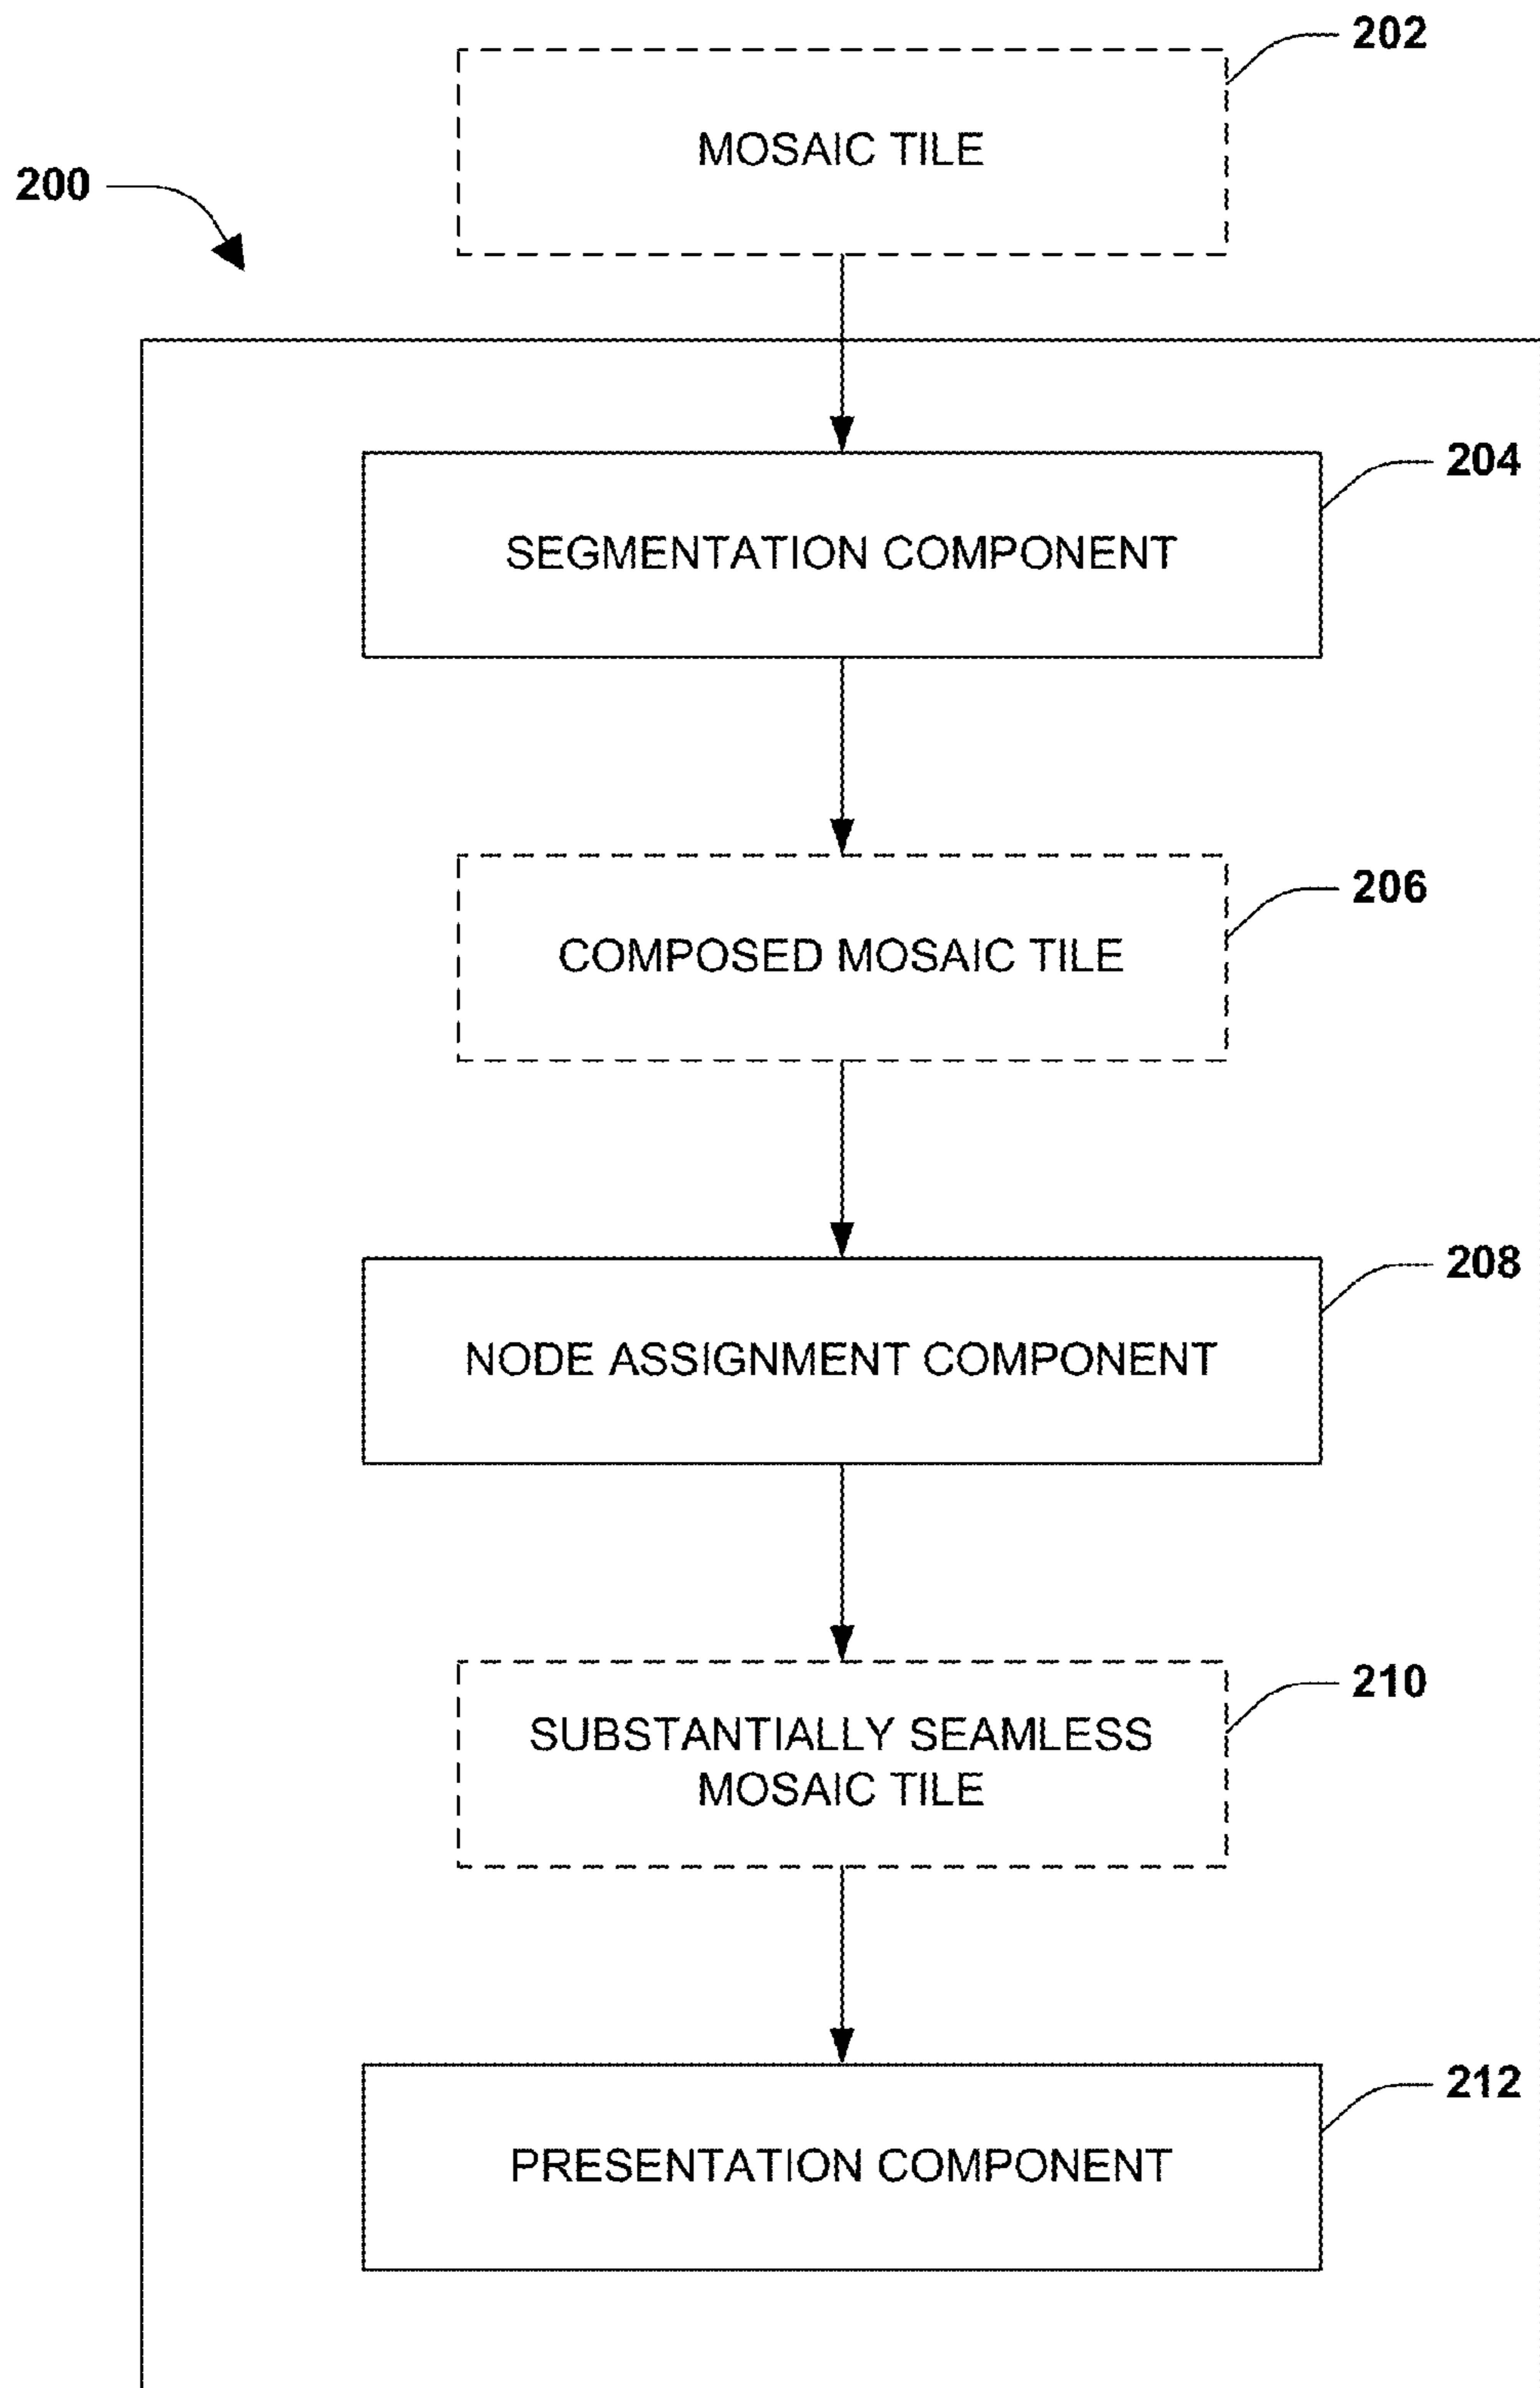 202
MOSAIC TILE
200
204
SEGMENTATION COMPONENT
206
COMPOSED MOSAIC TILE
208
NODE ASSIGNMENT COMPONENT
210
SUBSTANTIALLY SEAMLESS
MOSAIC TILE
212
PRESENTATION COMPONENT